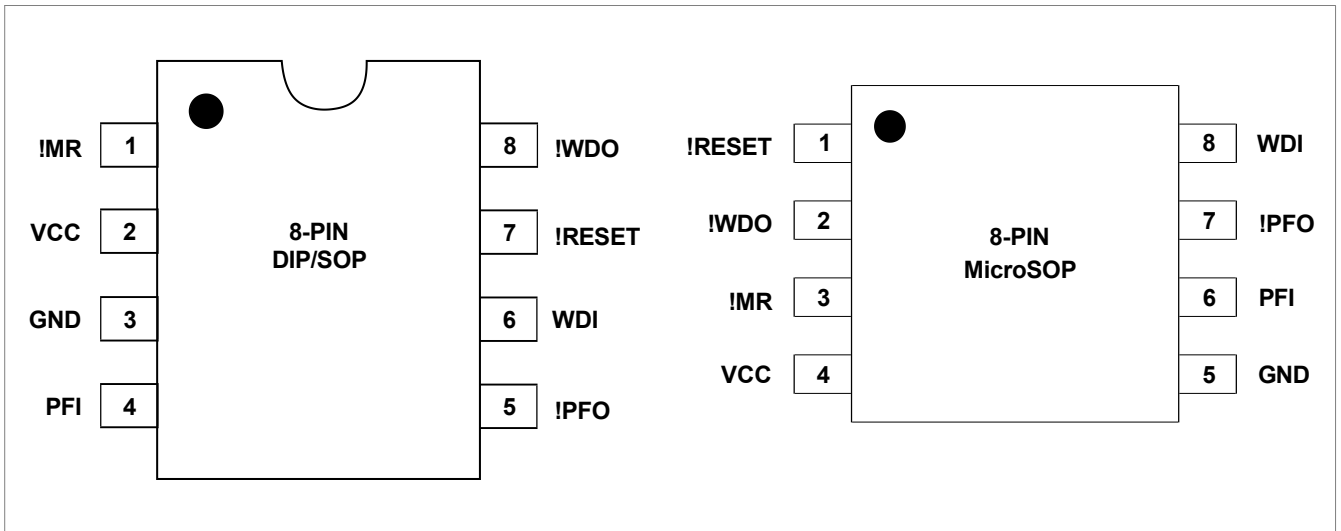 !MR 1
8 !WDO
VCC 2
7 !RESET
8-PIN
DIP/SOP
GND 3
6 WDI
PFI 4
5 !PFO
!RESET 1
8 WDI
!WDO 2
7 !PFO
8-PIN
MicroSOP
!MR 3
6 PFI
VCC 4
5 GND